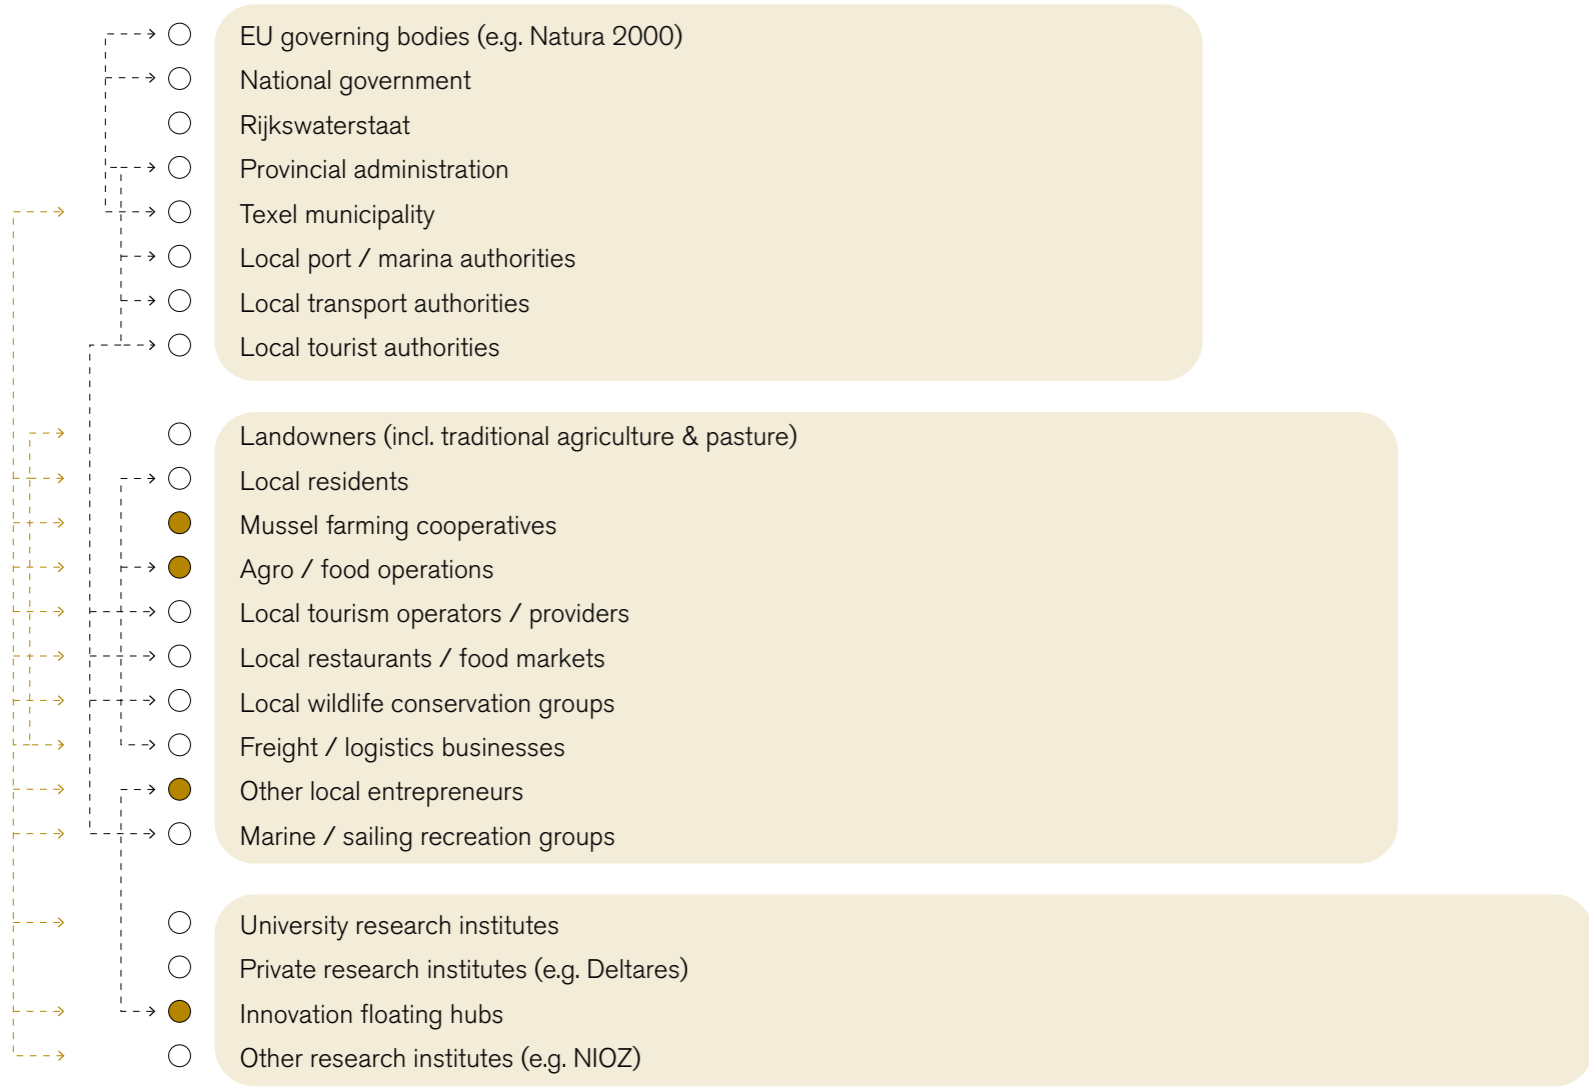 EU governing bodies (e.g. Natura 2000)
National government
Rijkswaterstaat
Provincial administration
Texel municipality
Local port / marina authorities
Local transport authorities
Local tourist authorities
Landowners (incl. traditional agriculture & pasture)
Local residents
Mussel farming cooperatives
Agro / food operations
Local tourism operators / providers
Local restaurants / food markets
Local wildlife conservation groups
Freight / logistics businesses
Other local entrepreneurs
Marine / sailing recreation groups
University research institutes
Private research institutes (e.g. Deltares)
Innovation floating hubs
Other research institutes (e.g. NIOZ)